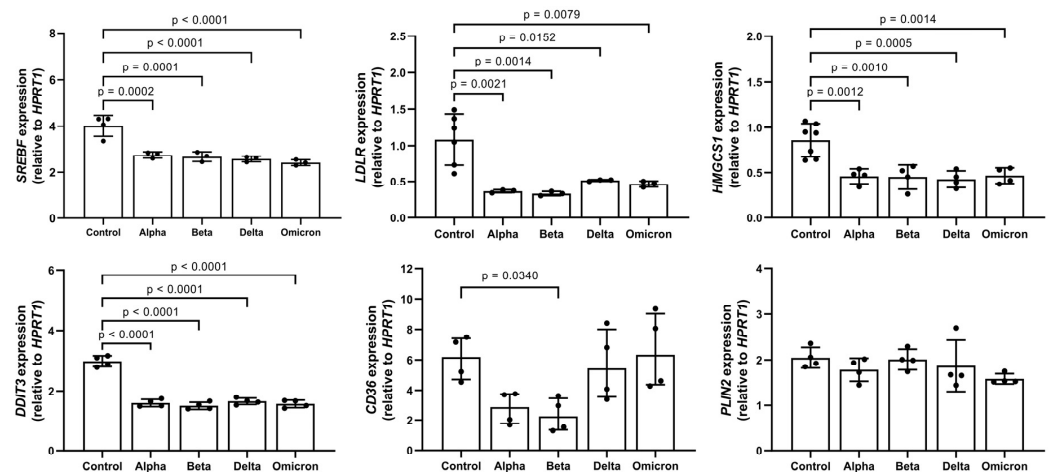 p < 0.0001
p < 0.0001
p = 0.0001
p = 0.0002
SREBF expression
(relative to HPRT1)
8
6
4
2
0
Control Alpha Beta Delta Omicron
p = 0.0079
p = 0.0152
p = 0.0014
p = 0.0021
LDLR expression
(relative to HPRT1)
2.5
2.0
1.5
1.0
0.5
0.0
Control Alpha Beta Delta Omicron
p = 0.0014
p = 0.0005
p = 0.0010
p = 0.0012
HMGCS1 expression
(relative to HPRT1)
2.0
1.5
1.0
0.5
0.0
Control Alpha Beta Delta Omicron
p < 0.0001
p < 0.0001
p < 0.0001
p <0.0001
DDIT3 expression
(relative to HPRT1)
6
4
2
0
Control Alpha Beta Delta Omicron
p = 0.0340
CD36 expression
(relative to HPRT1)
12
10
8
6
4
2
0
Control Alpha Beta Delta Omicron
PLIN2 expression
(relative to HPRT1)
4
3
2
1
0
Control Alpha Beta Delta Omicron